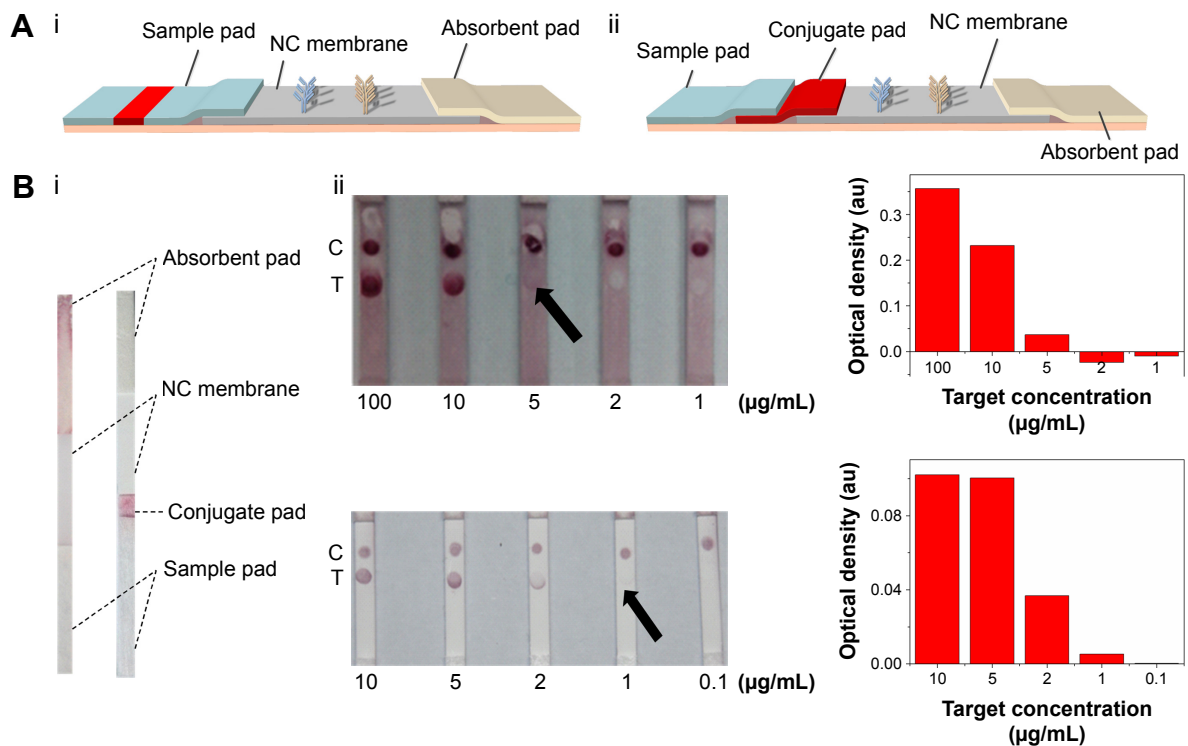 A i
Sample pad
NC membrane
Absorbent pad
ii
Sample pad
Conjugate pad
NC membrane
Absorbent pad
B i
Absorbent pad
NC membrane
Conjugate pad
Sample pad
ii
C
T
100 10 5 2 1 (µg/mL)
Optical density (au)
0.3
0.2
0.1
0.0
100 10 5 2 1
Target concentration
(µg/mL)
C
T
10 5 2 1 0.1 (µg/mL)
Optical density (au)
0.08
0.04
0.00
10 5 2 1 0.1
Target concentration
(µg/mL)